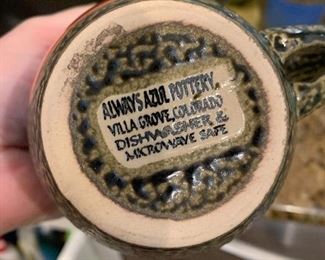 ALWAYS AZUL POTTERY,
VILLA GROVE, COLORADO
DISHWASHER &
MICROWAVE SAFE